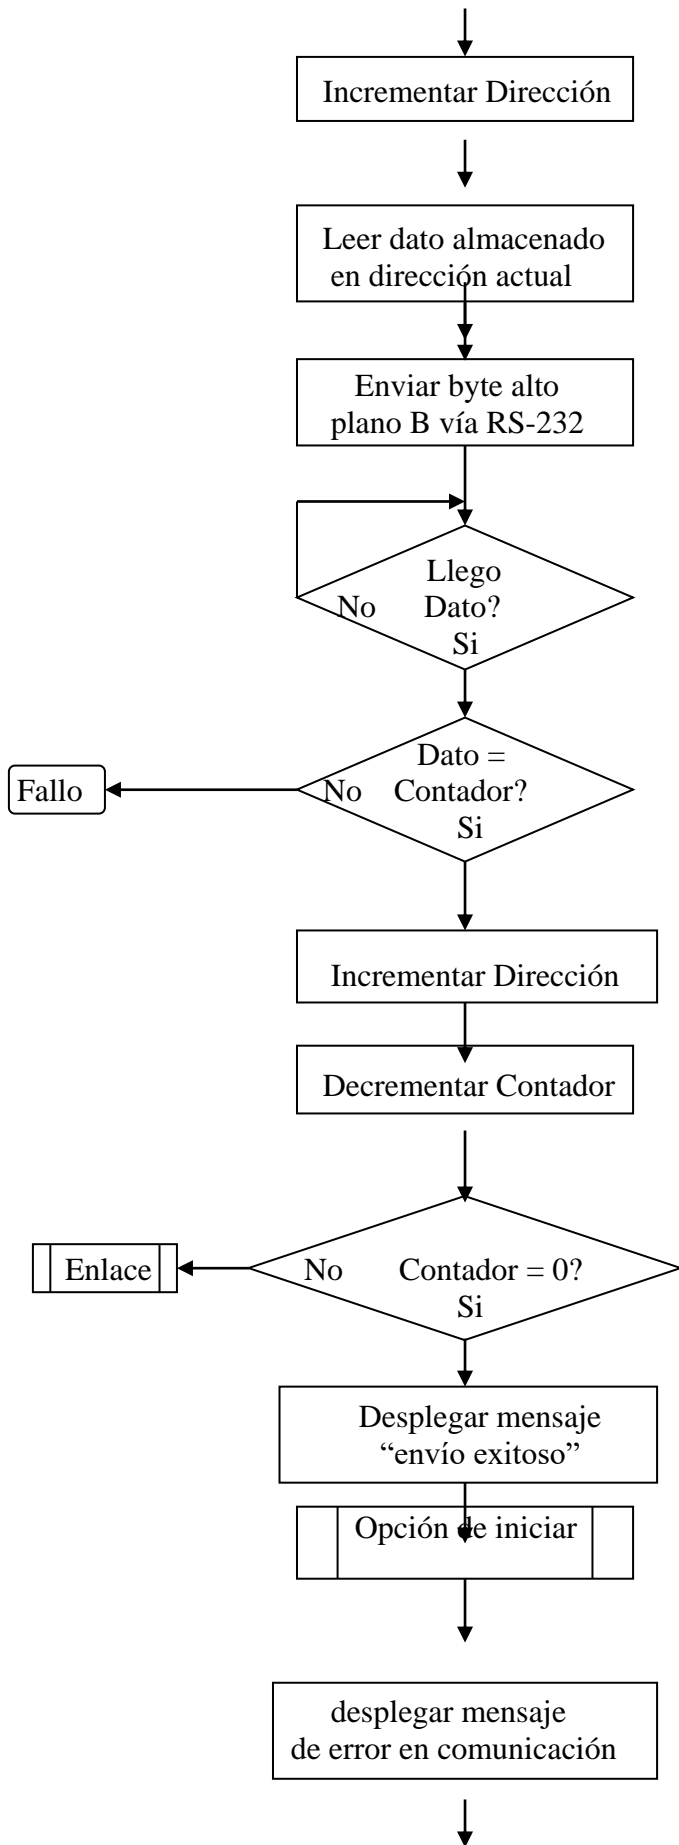 Incrementar Dirección
Leer dato almacenado
en dirección actual
Enviar byte alto
plano B vía RS-232
Llego
No Dato?
Si
Dato =
Fallo No Contador?
Si
Incrementar Dirección
Decrementar Contador
Enlace No Contador = 0?
Si
Desplegar mensaje
“envío exitoso”
Opción de iniciar
desplegar mensaje
de error en comunicación